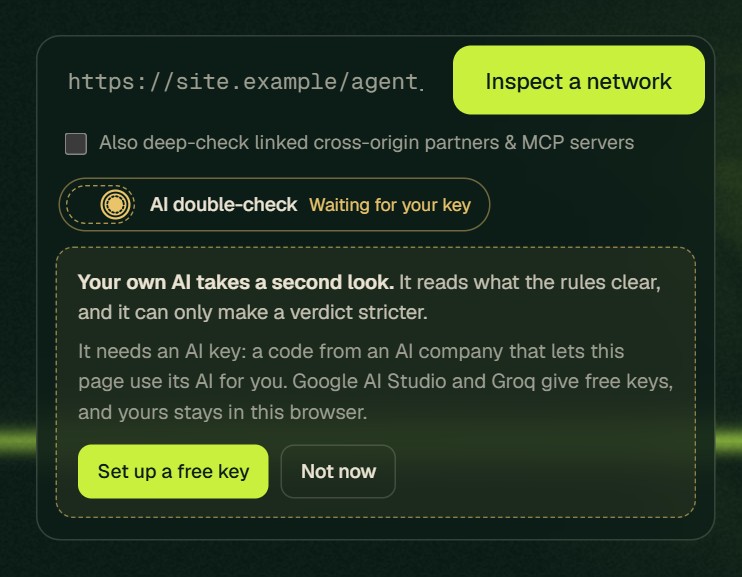 https://site.example/agent.
Inspect a network
Also deep-check linked cross-origin partners & MCP servers
AI double-check Waiting for your key
Your own AI takes a second look. It reads what the rules clear,
and it can only make a verdict stricter.
It needs an AI key: a code from an AI company that lets this
page use its AI for you. Google AI Studio and Groq give free keys,
and yours stays in this browser.
Set up a free key
Not now